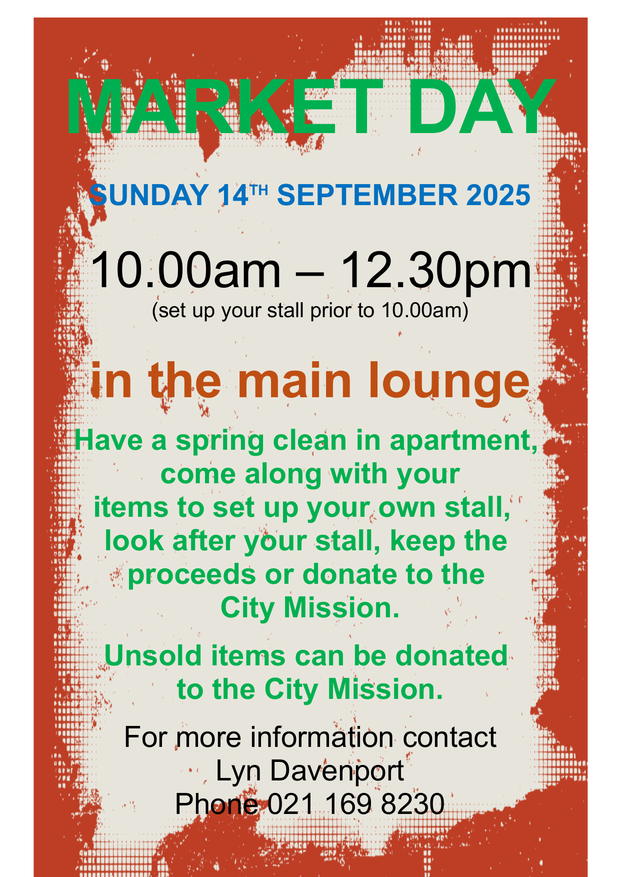 MARKET DAY
SUNDAY 14TH SEPTEMBER 2025
10.00am – 12.30pm
(set up your stall prior to 10.00am)
in the main lounge
Have a spring clean in apartment,
come along with your
items to set up your own stall,
look after your stall, keep the
proceeds or donate to the
City Mission.
Unsold items can be donated
to the City Mission.
For more information contact
Lyn Davenport
Phone 021 169 8230